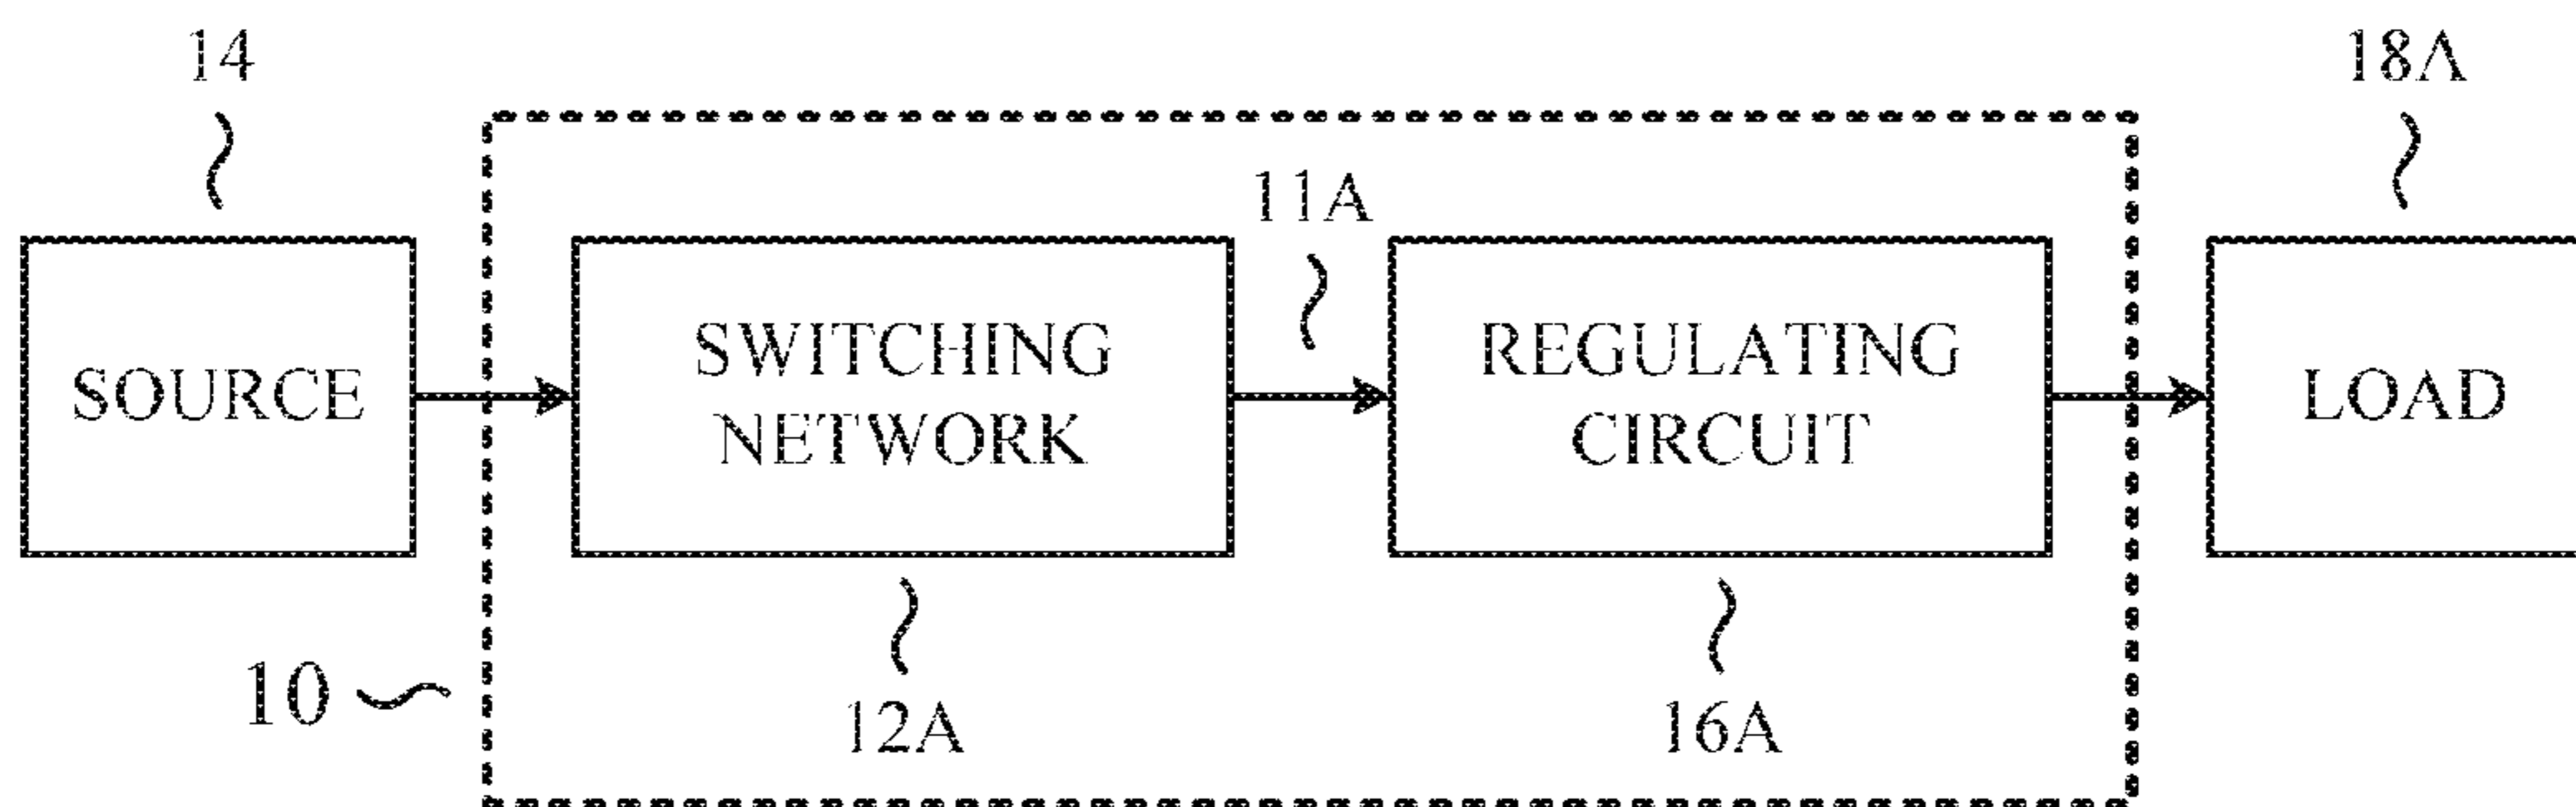 14
18A
11A
SOURCE
SWITCHING
NETWORK
REGULATING
CIRCUIT
LOAD
10
12A
16A